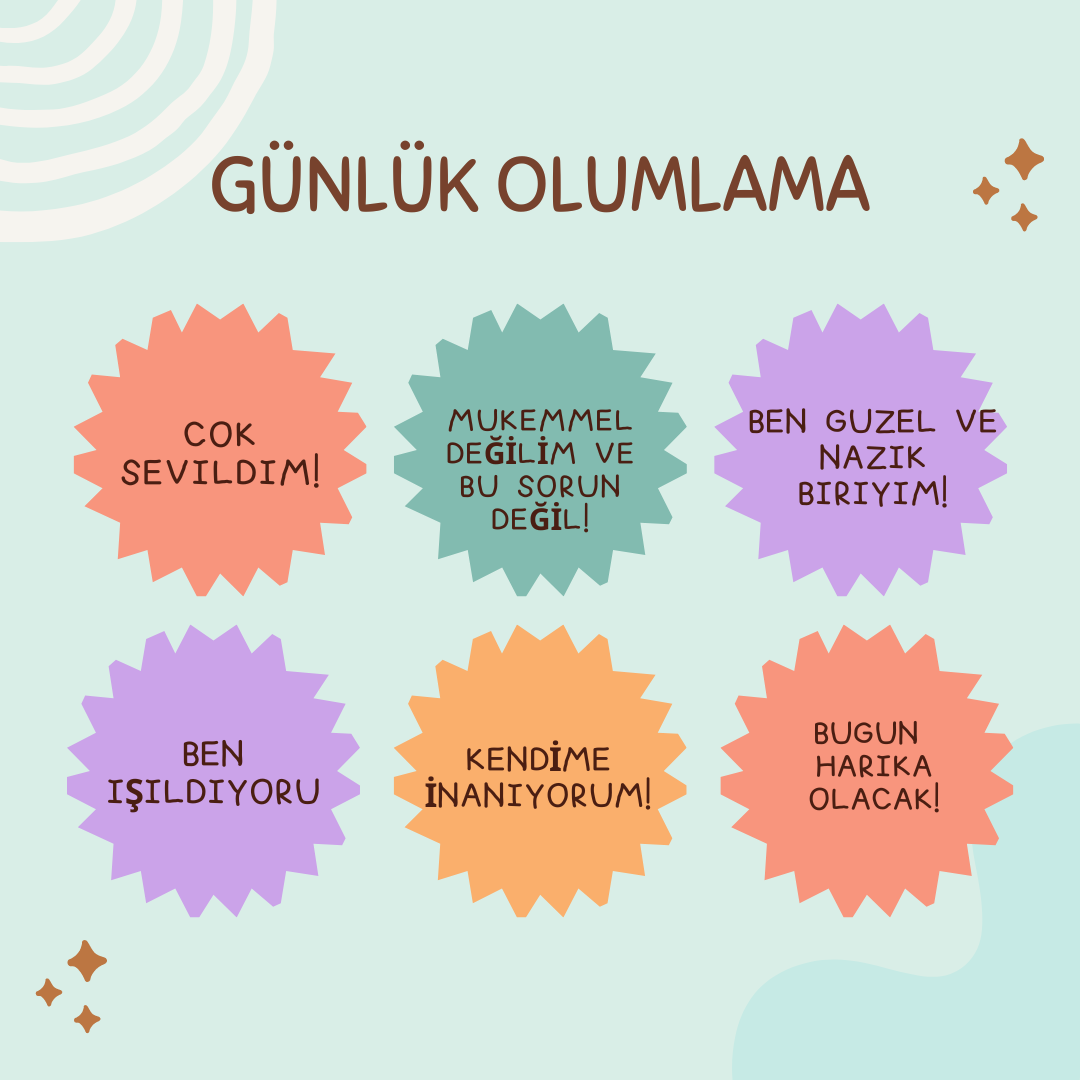 GÜNLÜK OLUMLAMA
COK
SEVILDIM!
MUKEMMEL
DEĞİLİM VE
BU SORUN
DEĞİL!
BEN GUZEL VE
NAZIK
BIRIYIM!
BEN
IŞILDIYORU
KENDİME
İNANIYORUM!
BUGUN
HARIKA
OLACAK!